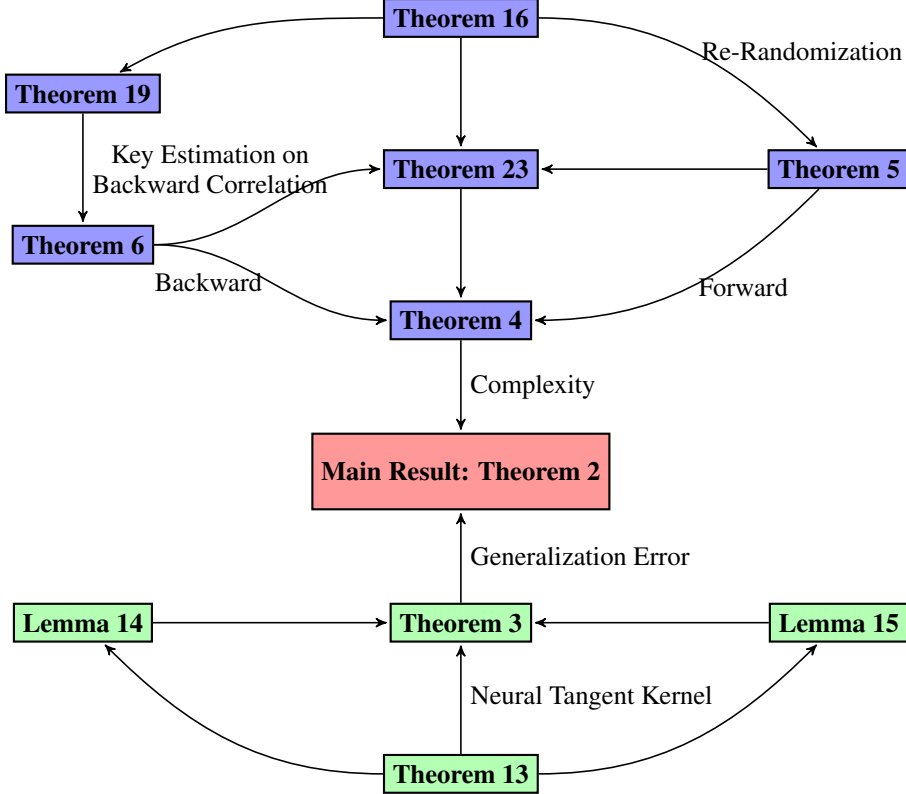 Theorem 16
Re-Randomization
Theorem 19
Key Estimation on
Backward Correlation
Theorem 23
Theorem 5
Theorem 6
Backward
Forward
Theorem 4
Complexity
Main Result: Theorem 2
Generalization Error
Lemma 14
Theorem 3
Lemma 15
Neural Tangent Kernel
Theorem 13